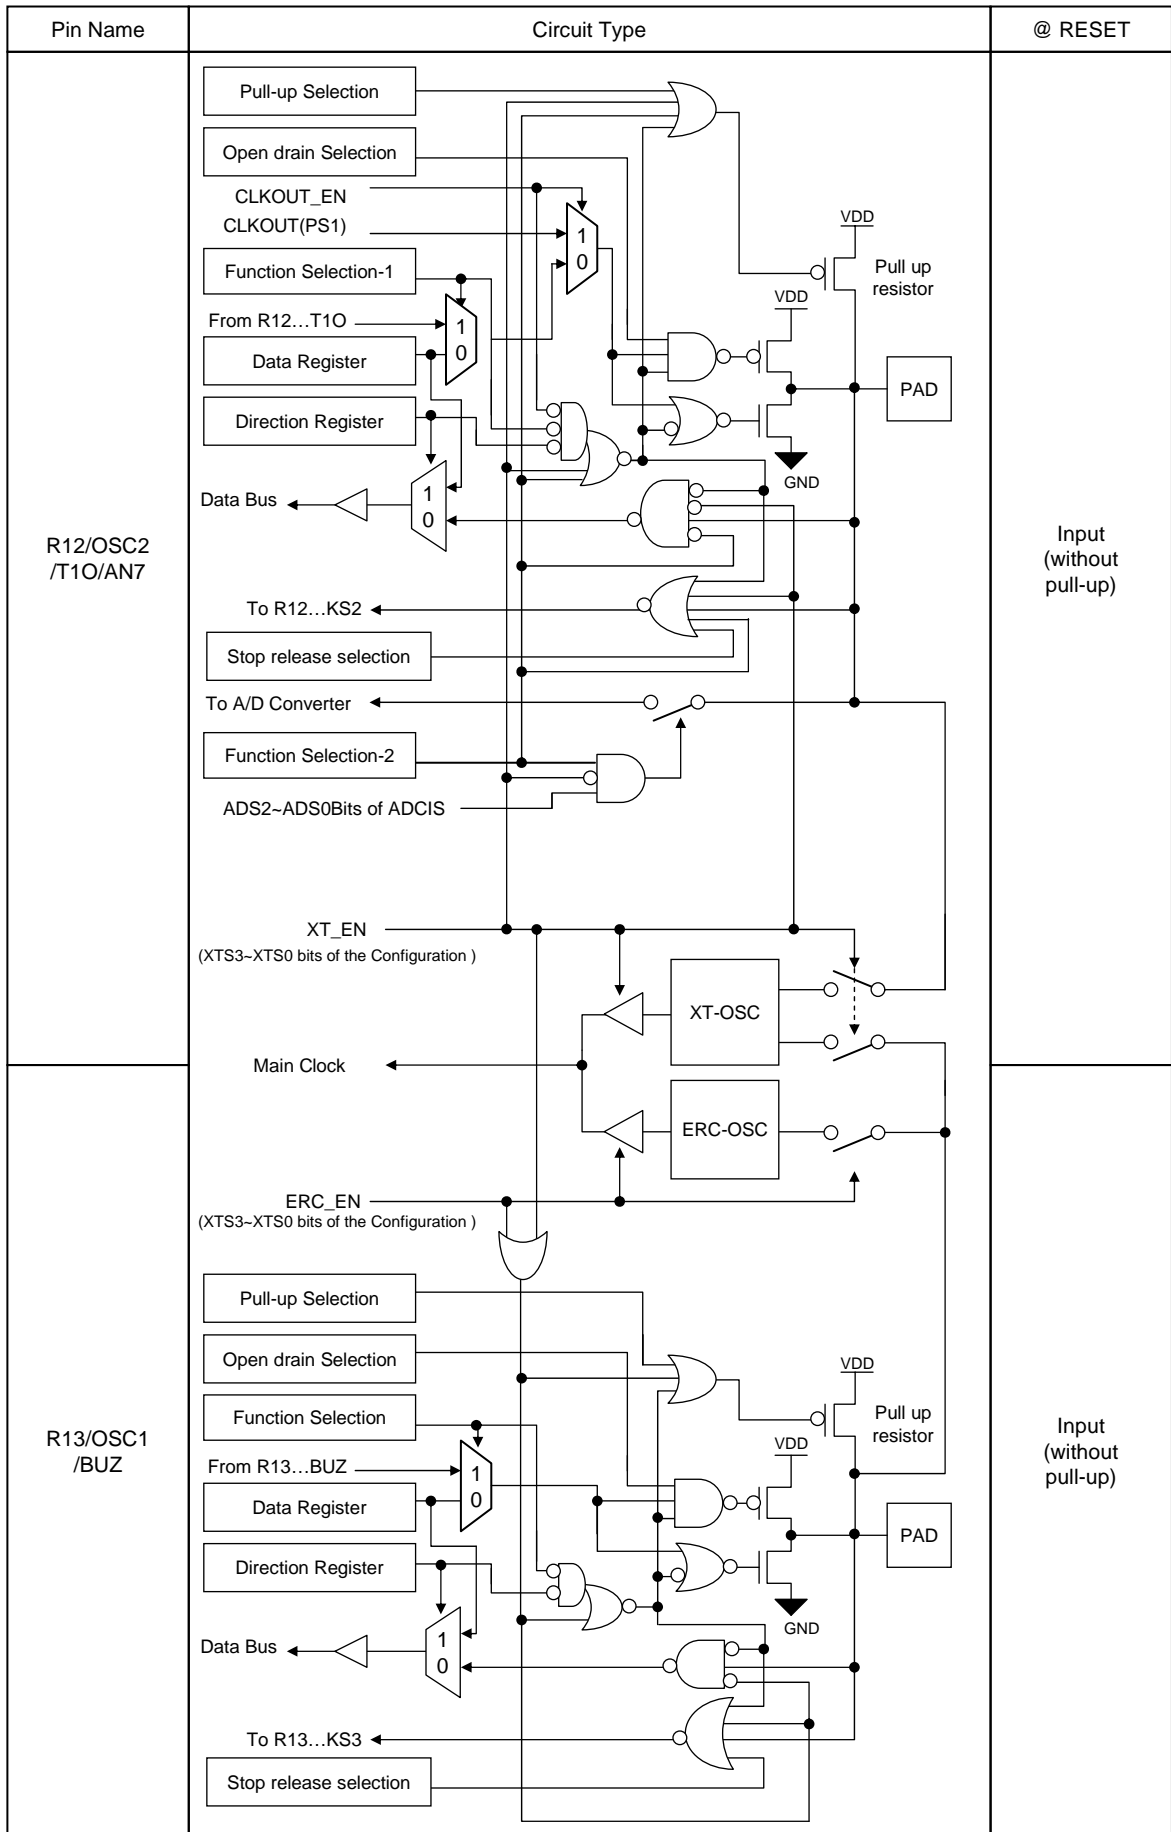 Pin Name
Circuit Type
@ RESET
R12/OSC2
/T1O/AN7
Pull-up Selection
Open drain Selection
CLKOUT_EN
CLKOUT(PS1)
1
0
VDD
Function Selection-1
Pull up
resistor
VDD
From R12...T1O
1
0
Data Register
PAD
Direction Register
GND
Data Bus
1
0
Input
(without
pull-up)
To R12...KS2
Stop release selection
To A/D Converter
Function Selection-2
ADS2~ADS0Bits of ADCIS
XT_EN
(XTS3~XTS0 bits of the Configuration )
XT-OSC
Main Clock
ERC-OSC
ERC_EN
(XTS3~XTS0 bits of the Configuration )
R13/OSC1
/BUZ
Pull-up Selection
Open drain Selection
VDD
Function Selection
Pull up
resistor
VDD
From R13...BUZ
1
0
Data Register
PAD
Direction Register
GND
Data Bus
1
0
Input
(without
pull-up)
To R13...KS3
Stop release selection